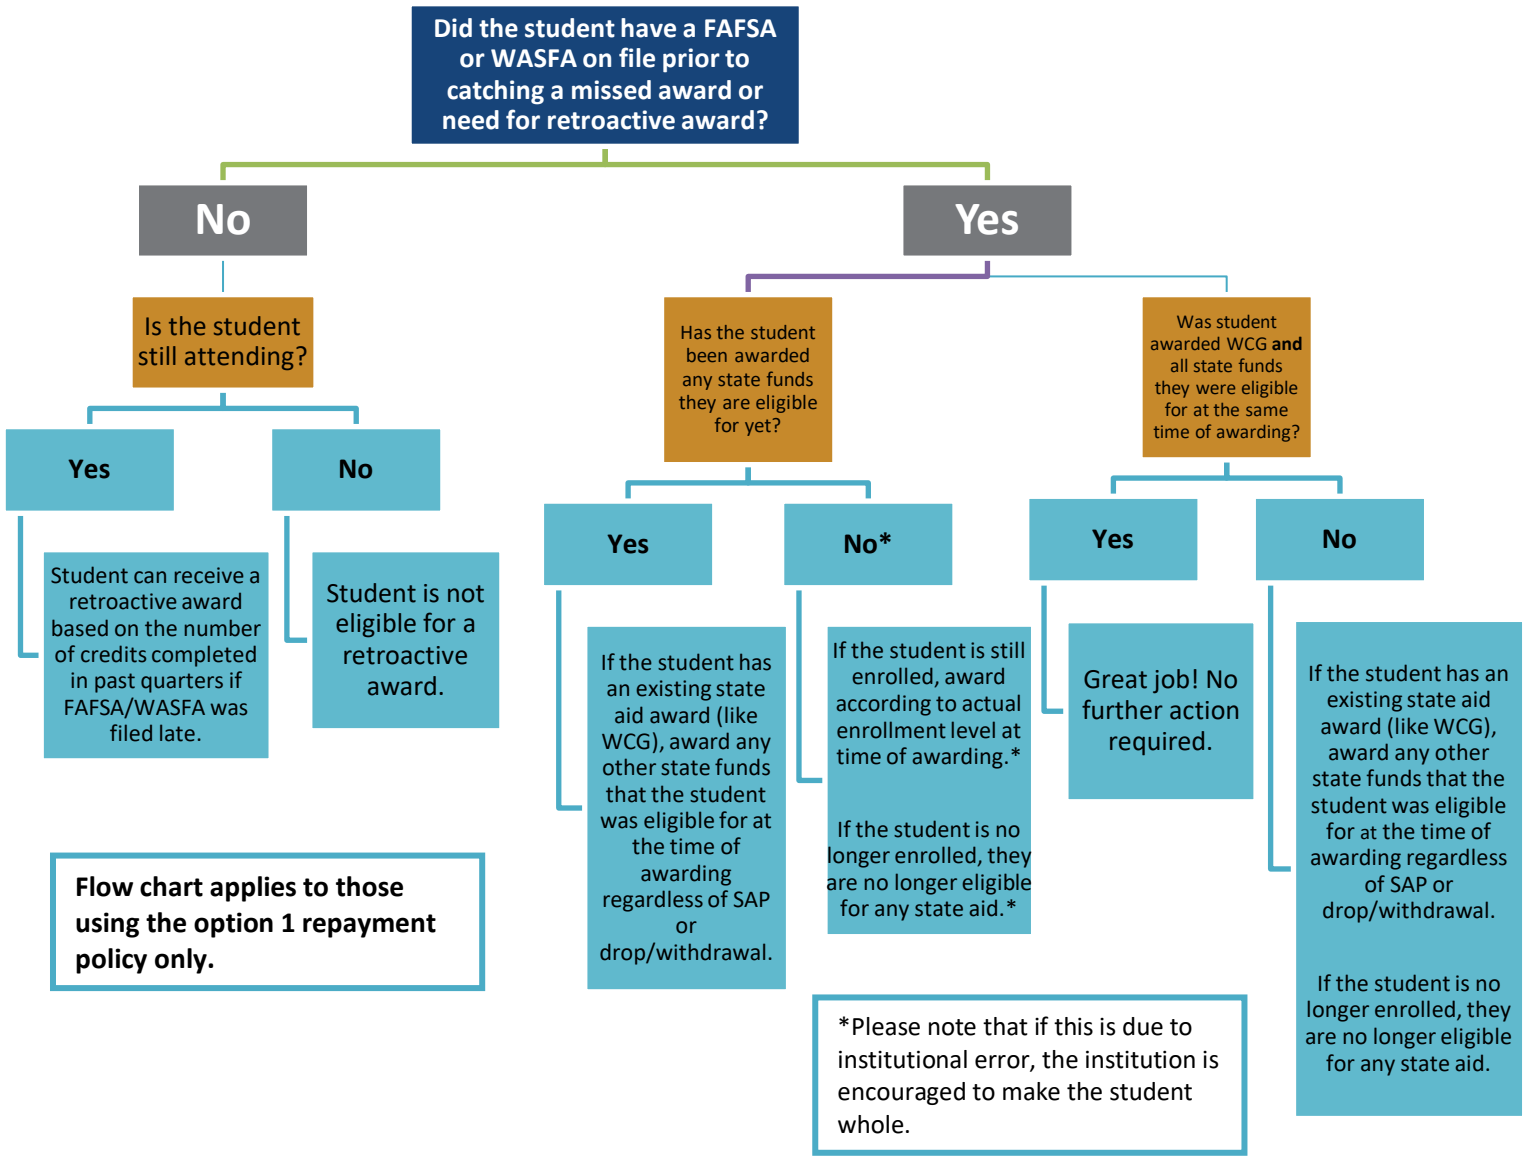 Did the student have a FAFSA
or WASFA on file prior to
catching a missed award or
need for retroactive award?
No
Yes
Is the student
still attending?
Has the student
been awarded
any state funds
they are eligible
for yet?
Was student
awarded WCG and
all state funds
they were eligible
for at the same
time of awarding?
Yes
No
Yes
No*
Yes
No
Student can receive a
retroactive award
based on the number
of credits completed
in past quarters if
FAFSA/WASFA was
filed late.
Student is not
eligible for a
retroactive
award.
If the student has
an existing state
aid award (like
WCG), award any
other state funds
that the student
was eligible for at
the time of
awarding
regardless of SAP
or
drop/withdrawal.
If the student is still
enrolled, award
according to actual
enrollment level at
time of awarding.*
If the student is no
longer enrolled, they
are no longer eligible
for any state aid.*
Great job! No
further action
required.
If the student has an
existing state aid
award (like WCG),
award any other
state funds that the
student was eligible
for at the time of
awarding regardless
of SAP or
drop/withdrawal.
If the student is no
longer enrolled, they
are no longer eligible
for any state aid.
Flow chart applies to those
using the option 1 repayment
policy only.
*Please note that if this is due to
institutional error, the institution is
encouraged to make the student
whole.